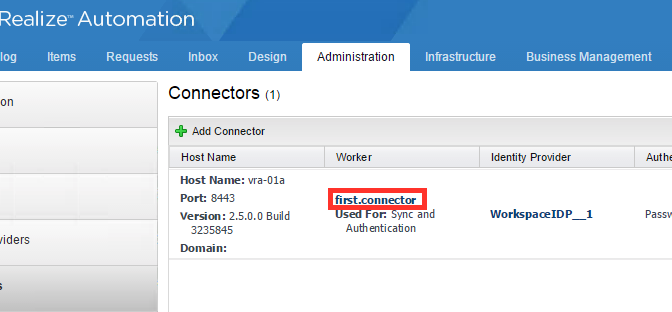 Realize™ Automation
log Items Requests Inbox Design Administration Infrastructure Business Management
Connectors (1)
on
Add Connector
Host Name Worker Identity Provider Authe
Host Name: vra-01a
first.connector
Port: 8443
Used For: Sync and
WorkspaceIDP__1
Passw
Version: 2.5.0.0 Build
3235845
Authentication
viders
Domain:
s